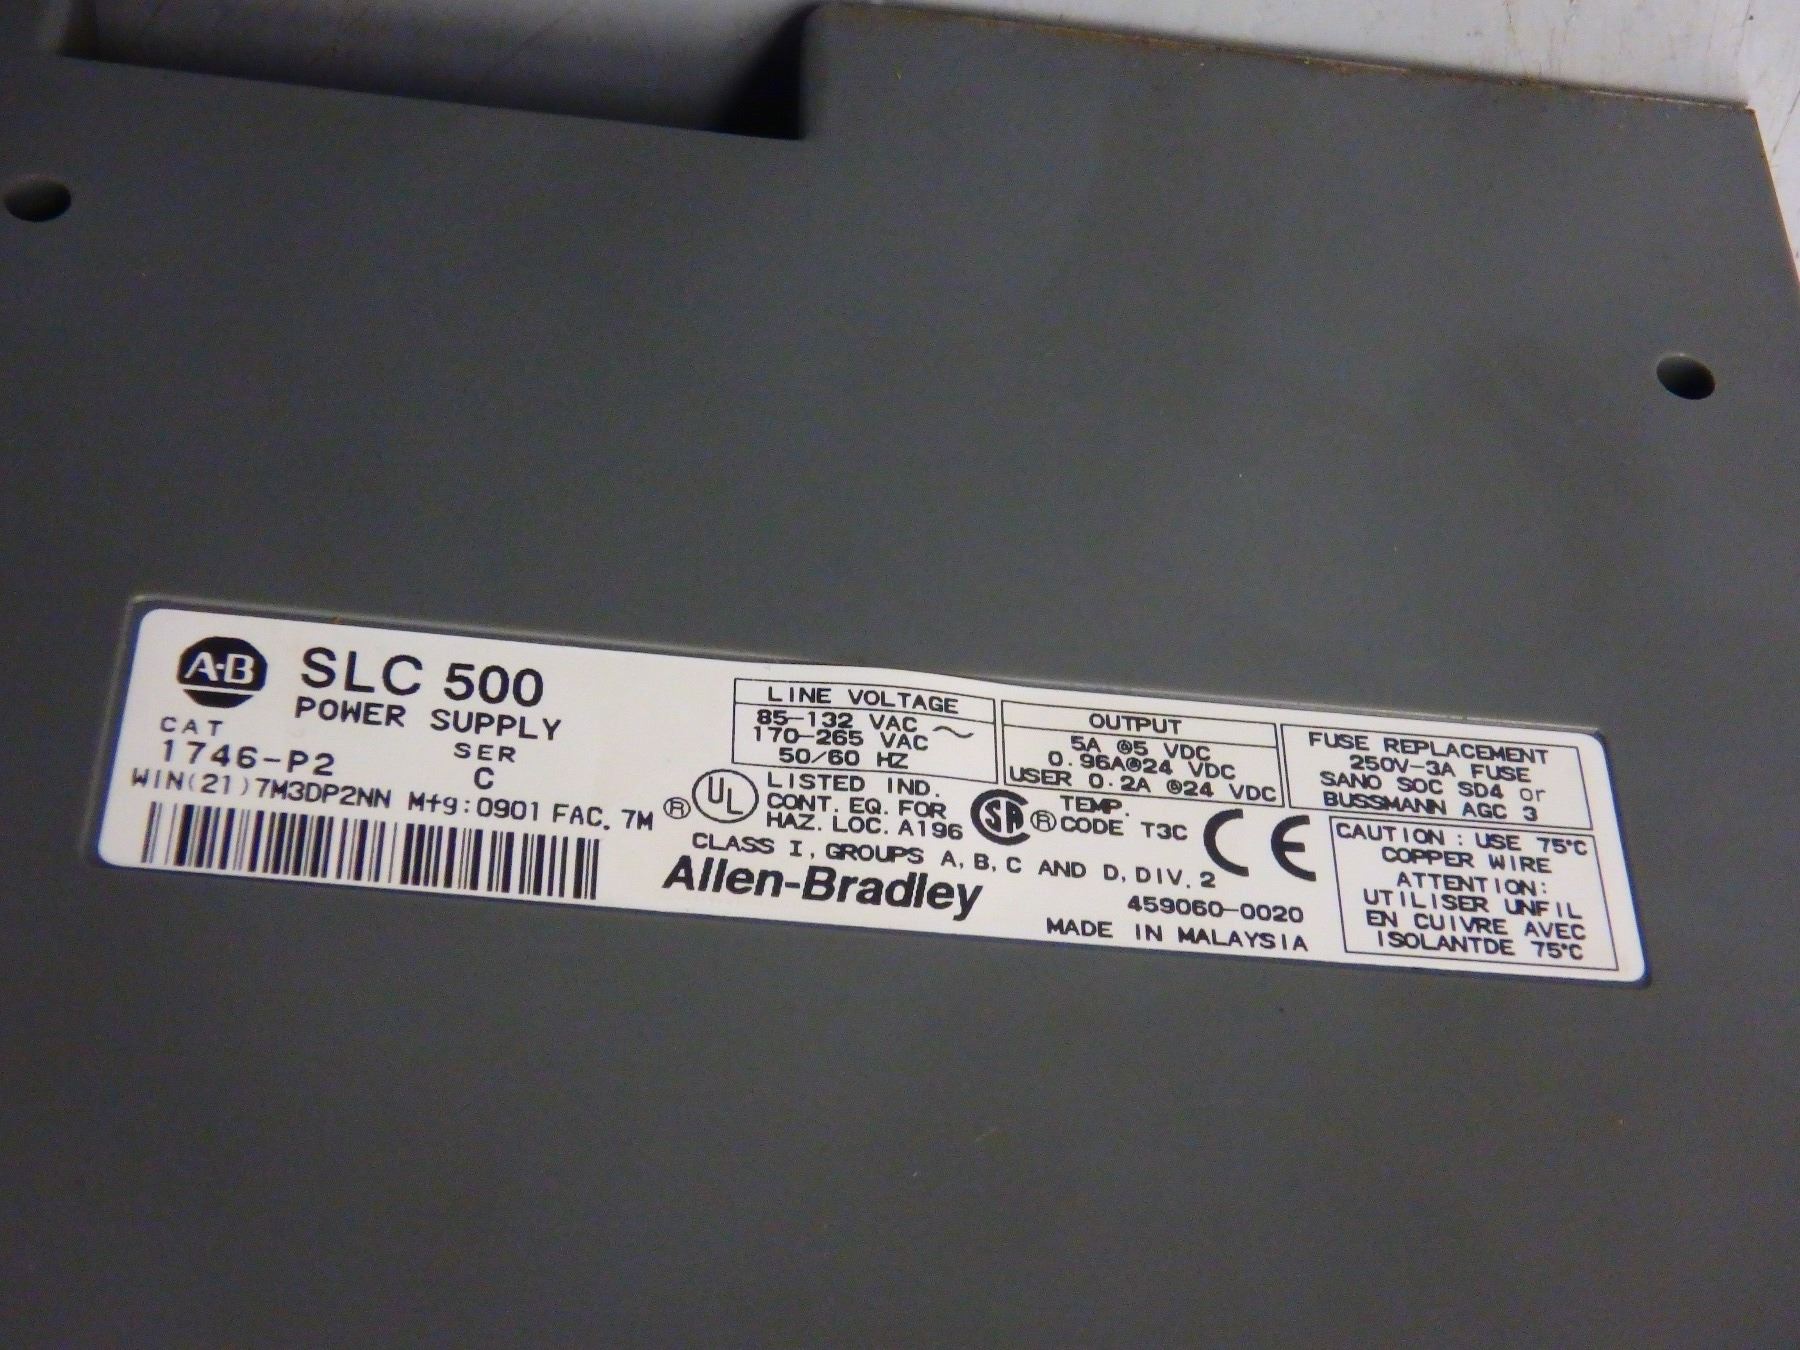 A-B
SLC 500
POWER SUPPLY
CAT
SER
1746-P2
C
WIN(21)7M3DP2NN Mfg:0901 FAC. 7M
LINE VOLTAGE
85-132 VAC ~
170-265 VAC
50/60 HZ
OUTPUT
5A @5 VDC
0.96A@24 VDC
USER 0.2A @24 VDC
FUSE REPLACEMENT
250V-3A FUSE
SANO SOC SD4 or
BUSSMANN AGC 3
® UL
LISTED IND.
CONT. EQ. FOR
HAZ. LOC. A196
SA ®
TEMP.
CODE T3C
CE
CLASS I, GROUPS A, B, C AND D, DIV. 2
Allen-Bradley
459060-0020
MADE IN MALAYSIA
CAUTION: USE 75°C
COPPER WIRE
ATTENTION:
UTILISER UNFIL
EN CUIVRE AVEC
ISOLANTDE 75°C